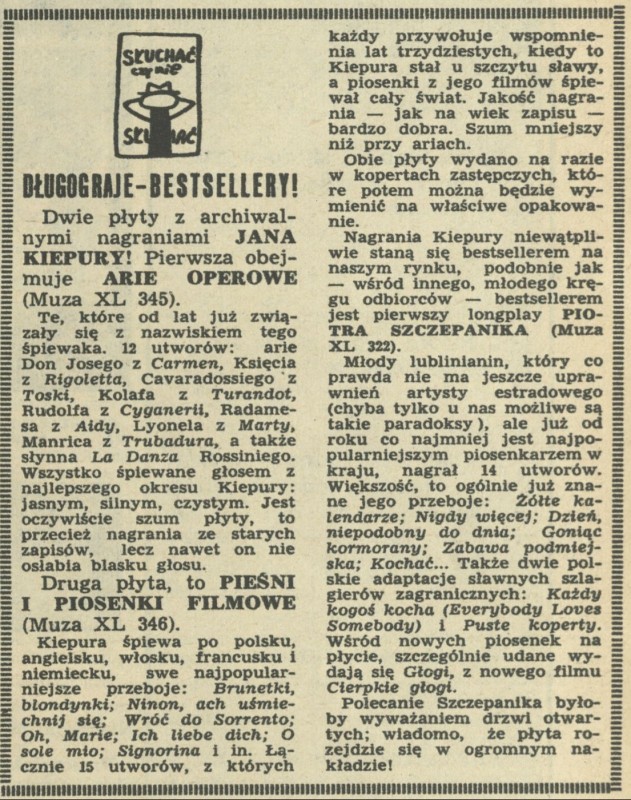 SŁUCHAĆ
czy nie
SŁUCHAĆ
DŁUGOGRAJE-BESTSELLERY!
Dwie płyty z archiwal-
nymi nagraniami JANA
KIEPURY! Pierwsza obej-
muje ARIE OPEROWE
(Muza XL 345).
Te, które od lat już zwią-
zały się z nazwiskiem tego
śpiewaka. 12 utworów: arie
Don Josego z Carmen, Księcia
z Rigoletta, Cavaradossiego z
Toski, Kolafa z Turandot,
Rudolfa z Cyganerii, Radame-
sa z Aidy, Lyonela z Marty,
Manrica z Trubadura, a także
słynna La Danza Rossiniego.
Wszystko śpiewane głosem z
najlepszego okresu Kiepury:
jasnym, silnym, czystym. Jest
oczywiście szum płyty, to
przecież nagrania ze starych
zapisów, lecz nawet on nie
osłabia blasku głosu.
Druga płyta, to PIEŚNI
I PIOSENKI FILMOWE
(Muza XL 346).
Kiepura śpiewa po polsku,
angielsku, włosku, francusku i
niemiecku, swe najpopular-
niejsze przeboje: Brunetki,
blondynki; Ninon, ach uśmie-
chnij się; Wróć do Sorrento;
Oh, Marie; Ich liebe dich; O
sole mio; Signorina i in. Łą-
cznie 15 utworów, z których
każdy przywołuje wspomnie-
nia lat trzydziestych, kiedy to
Kiepura stał u szczytu sławy,
a piosenki z jego filmów śpie-
wał cały świat. Jakość nagra-
nia — jak na wiek zapisu —
bardzo dobra. Szum mniejszy
niż przy ariach.
Obie płyty wydano na razie
w kopertach zastępczych, któ-
re potem można będzie wy-
mienić na właściwe opakowa-
nie.
Nagrania Kiepury niewątpli-
wie staną się bestsellerem na
naszym rynku, podobnie jak
— wśród innego, młodego krę-
gu odbiorców — bestsellerem
jest pierwszy longplay PIO-
TRA SZCZEPANIKA (Muza
XL 322).
Młody lublinianin, który co
prawda nie ma jeszcze upra-
wnień artysty estradowego
(chyba tylko u nas możliwe są
takie paradoksy), ale już od
roku co najmniej jest najpo-
pularniejszym piosenkarzem w
kraju, nagrał 14 utworów.
Większość, to ogólnie już zna-
ne jego przeboje: Żółte ka-
lendarze; Nigdy więcej; Dzień,
niepodobny do dnia; Goniąc
kormorany; Zabawa podmiej-
ska; Kochać... Także dwie pol-
skie adaptacje sławnych szla-
gierów zagranicznych: Każdy
kogoś kocha (Everybody Loves
Somebody) i Puste koperty.
Wśród nowych piosenek na
płycie, szczególnie udane wy-
dają się Głogi, z nowego filmu
Cierpkie głogi.
Polecanie Szczepanika było-
by wyważaniem drzwi otwar-
tych; wiadomo, że płyta ro-
zejdzie się w ogromnym na-
kładzie!